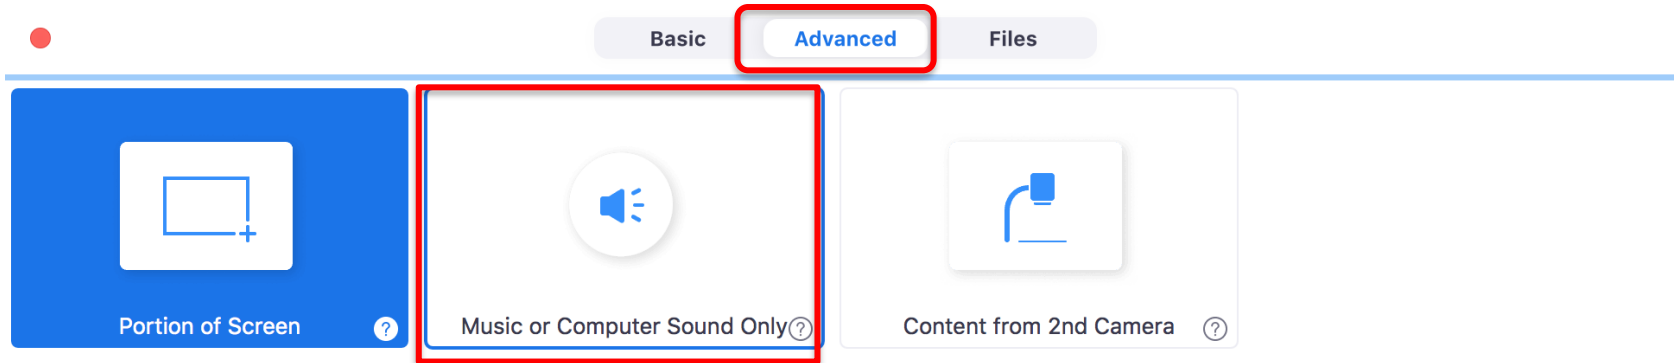 Basic Advanced Files
Portion of Screen ? Music or Computer Sound Only ? Content from 2nd Camera ?